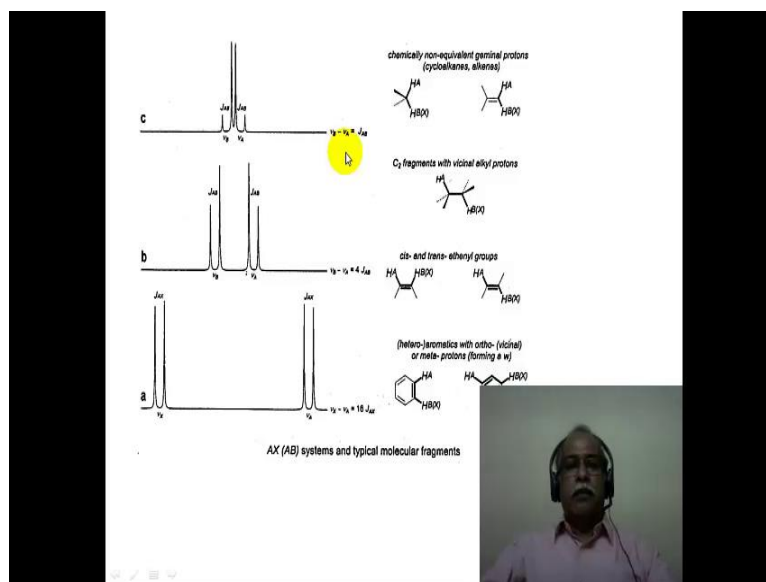 chemically non-equivalent geminal protons
(cycloalkanes, alkenes)
HA
HA
HB(X)
HB(X)
c
JAB
JAB
νB
νA
νB – νA = JAB
C2 fragments with vicinal alkyl protons
HA
HB(X)
b
JAB
JAB
νB
νA
νB – νA = 4 JAB
cis- and trans- ethenyl groups
HA
HB(X)
HA
HB(X)
a
JAX
JAX
νX
νA
νX – νA = 16 JAX
(hetero-)aromatics with ortho- (vicinal)
or meta- protons (forming a w)
HA
HA
HB(X)
HB(X)
AX (AB) systems and typical molecular fragments